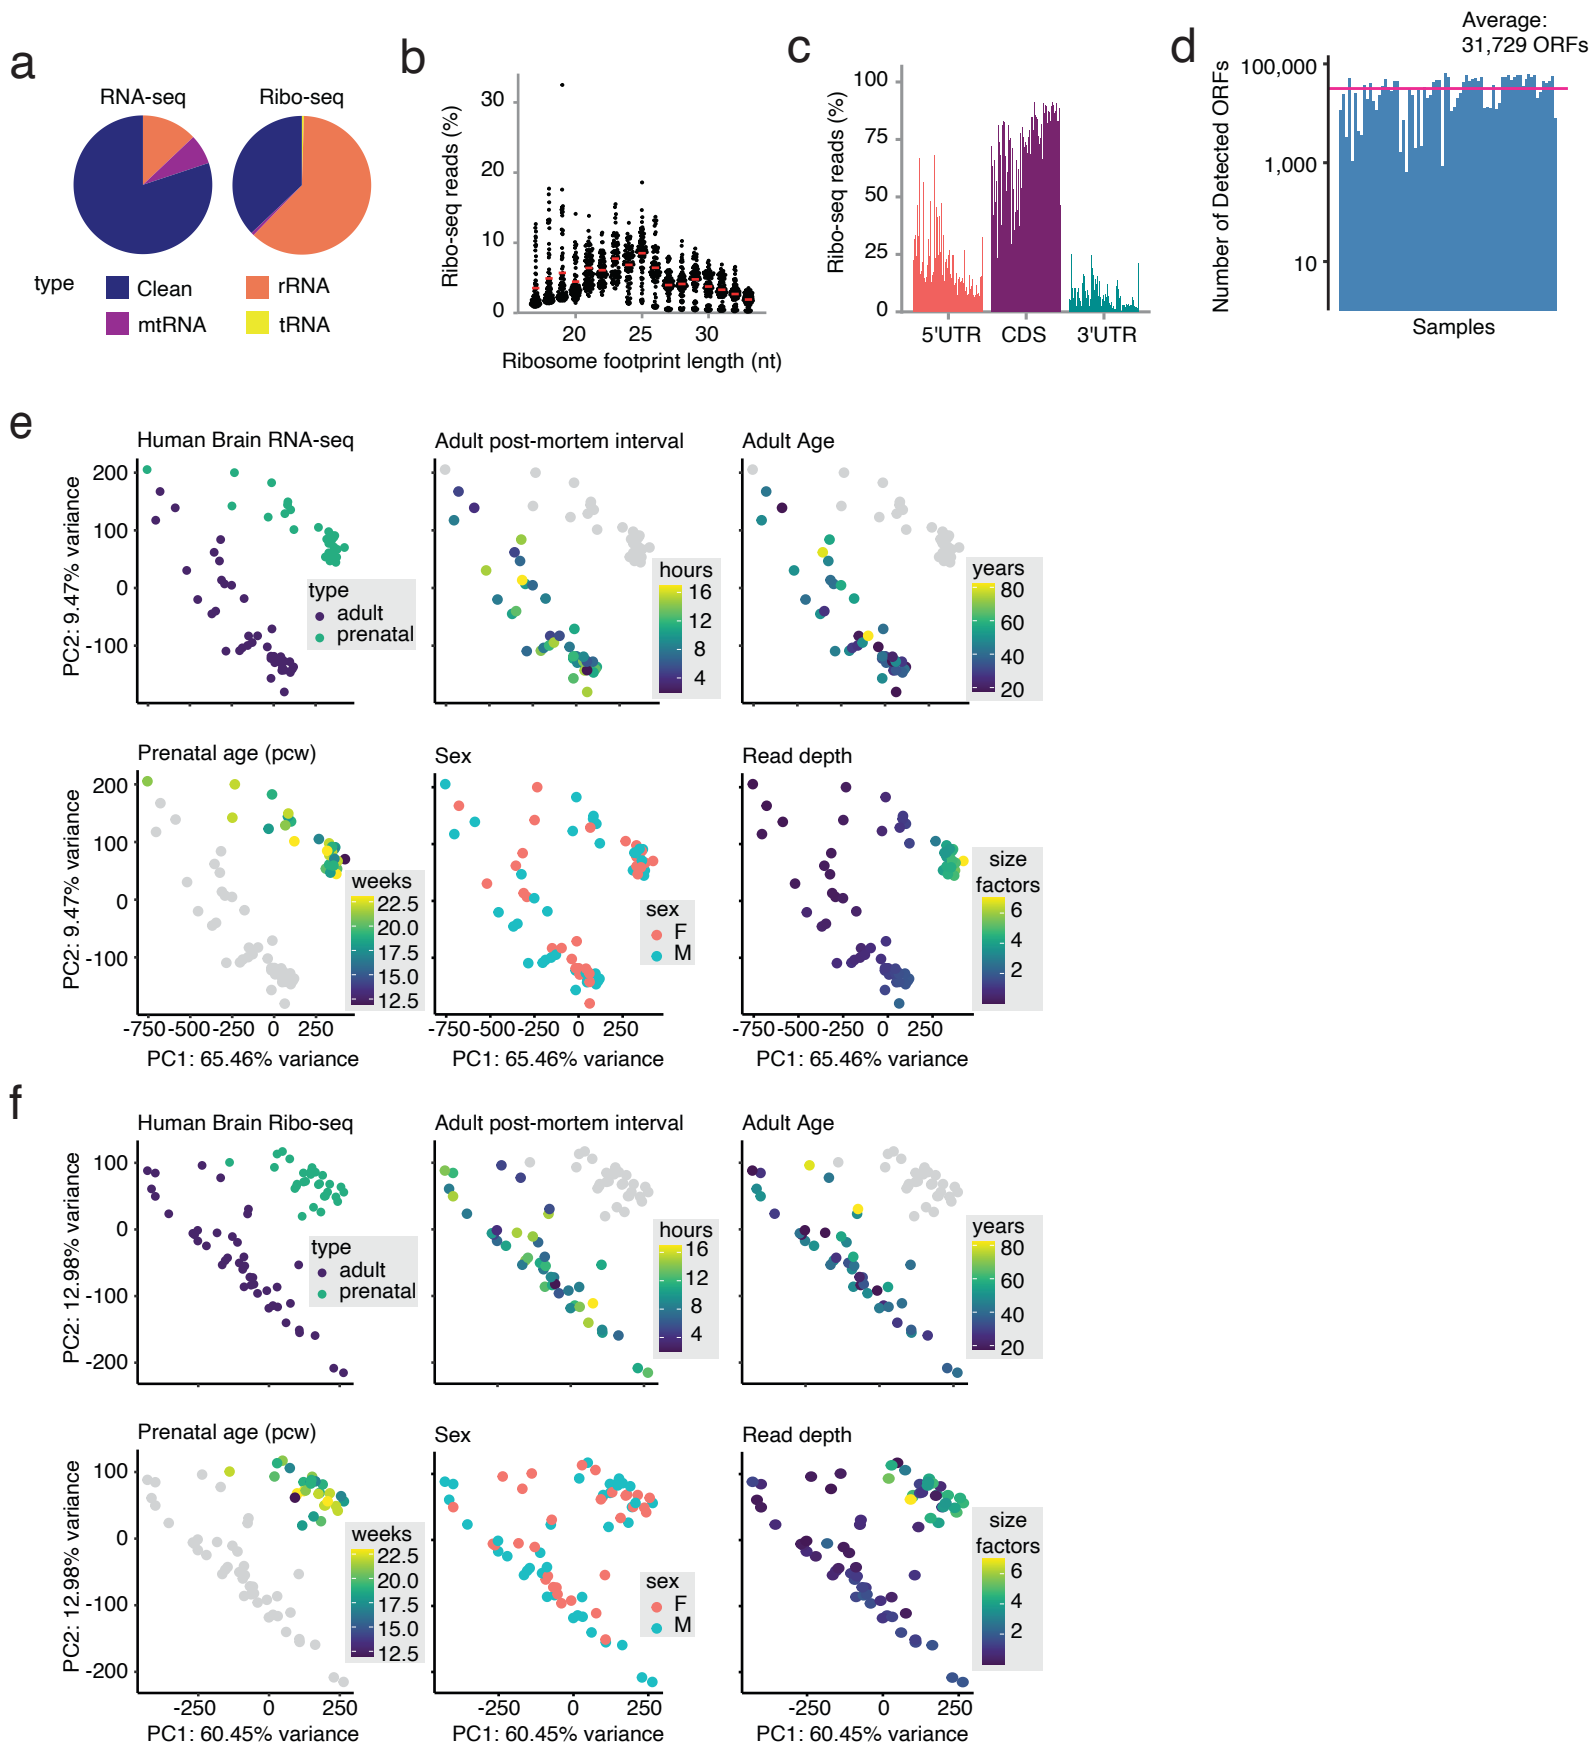 a
RNA-seq
Ribo-seq
type
Clean
rRNA
mtRNA
tRNA
b
Ribo-seq reads (%)
30
20
10
0
20
25
30
Ribosome footprint length (nt)
c
Ribo-seq reads (%)
100
75
50
25
0
5'UTR
CDS
3'UTR
d
Average:
31,729 ORFs
Number of Detected ORFs
100,000
1,000
10
Samples
e
Human Brain RNA-seq
PC2: 9.47% variance
200
100
0
-100
type
adult
prenatal
Adult post-mortem interval
hours
16
12
8
4
Adult Age
years
80
60
40
20
Prenatal age (pcw)
PC2: 9.47% variance
200
100
0
-100
weeks
22.5
20.0
17.5
15.0
12.5
-750
-500
-250
0
250
PC1: 65.46% variance
Sex
sex
F
M
-750
-500
-250
0
250
PC1: 65.46% variance
Read depth
size
factors
6
4
2
-750
-500
-250
0
250
PC1: 65.46% variance
f
Human Brain Ribo-seq
PC2: 12.98% variance
100
0
-100
-200
type
adult
prenatal
Adult post-mortem interval
hours
16
12
8
4
Adult Age
years
80
60
40
20
Prenatal age (pcw)
PC2: 12.98% variance
100
0
-100
-200
weeks
22.5
20.0
17.5
15.0
12.5
-250
0
250
PC1: 60.45% variance
Sex
sex
F
M
-250
0
250
PC1: 60.45% variance
Read depth
size
factors
6
4
2
-250
0
250
PC1: 60.45% variance